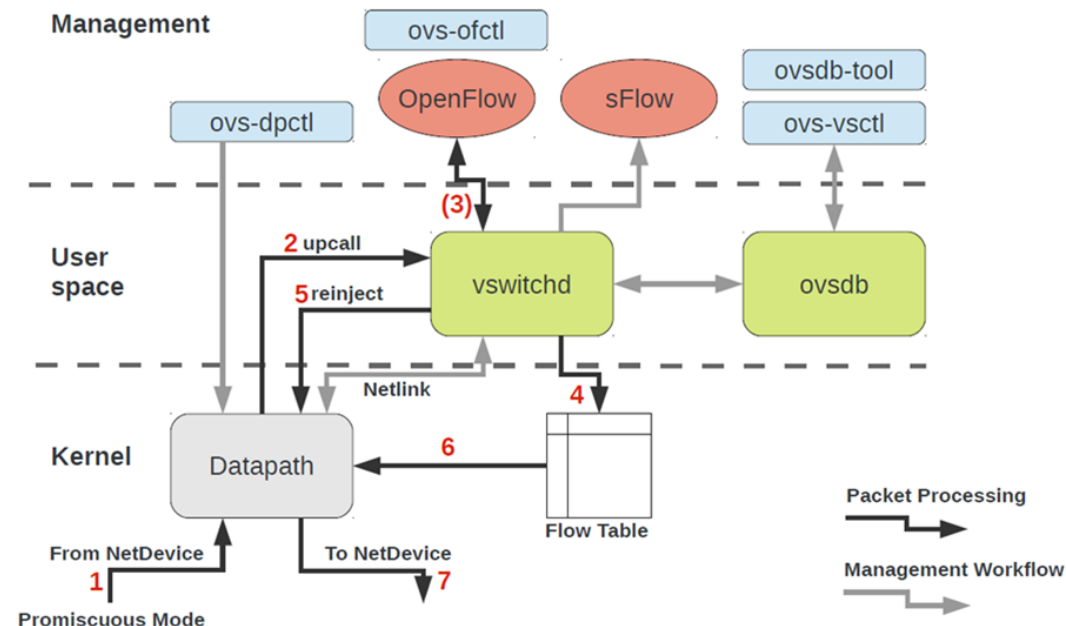 Management
ovs-ofctl
OpenFlow
sFlow
ovsdb-tool
ovs-vsctl
ovs-dpctl
(3)
User
space
2 upcall
5 reinject
vswitchd
ovsdb
Netlink
4
Kernel
Datapath
6
Flow Table
From NetDevice
1
Promiscuous Mode
To NetDevice
7
Packet Processing
Management Workflow